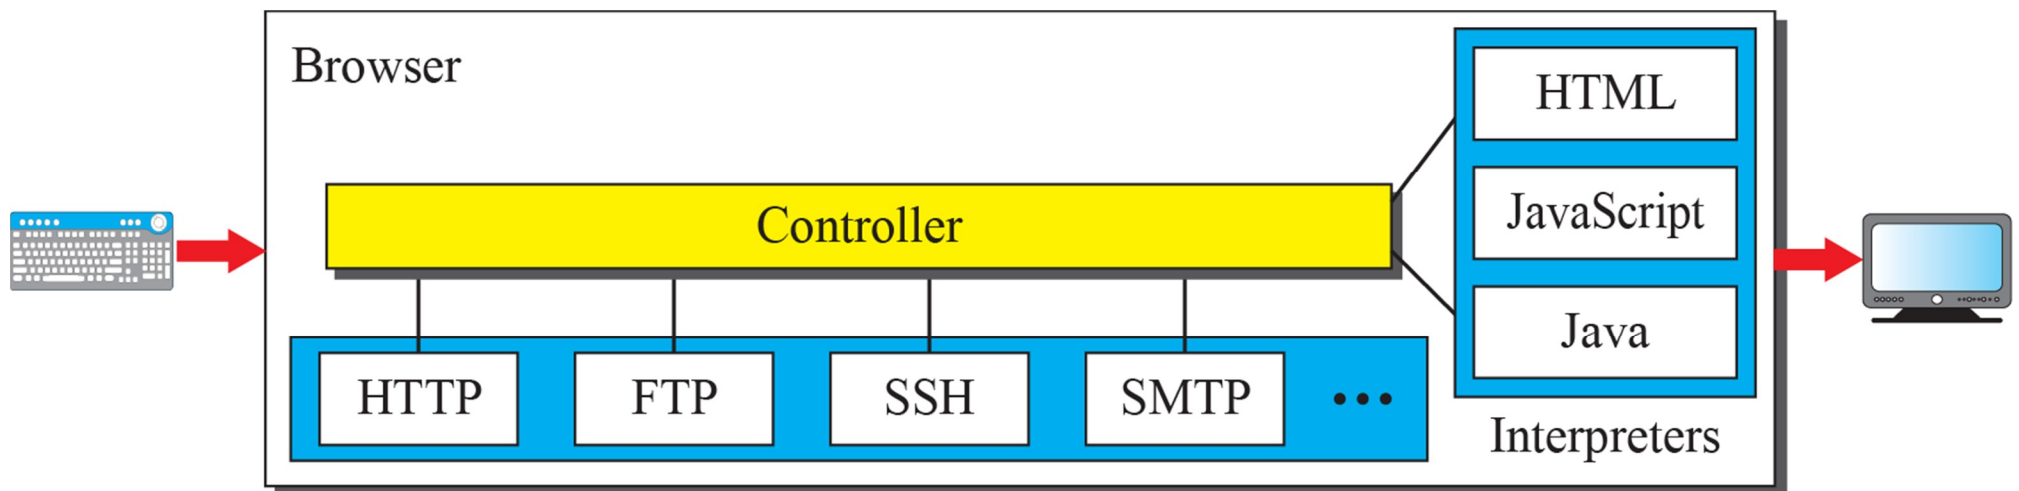 Browser
HTML
JavaScript
Java
Controller
HTTP
FTP
SSH
SMTP
...
Interpreters